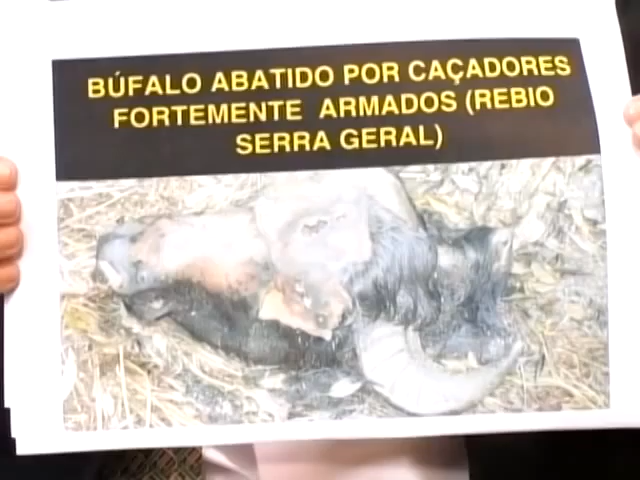 BÚFALO ABATIDO POR CAÇADORES
FORTEMENTE ARMADOS (REBIO
SERRA GERAL)